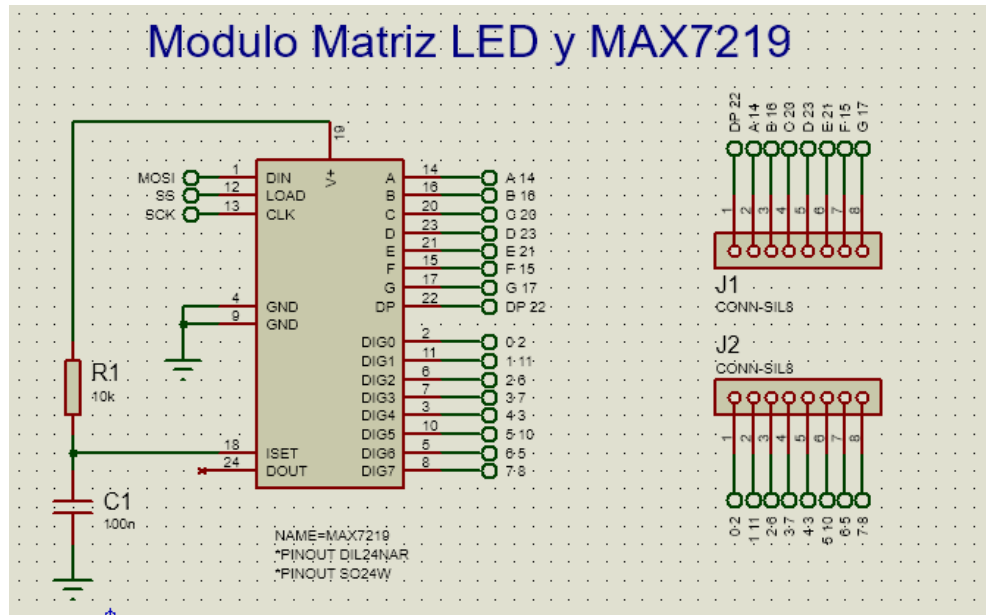 Modulo Matriz LED y MAX7219
19
V+
MOSI 1 DIN
SS 12 LOAD
SCK 13 CLK
4 GND
9 GND
18 ISET
24 DOUT
A 14 A 14
B 16 B 16
C 20 C 20
D 23 D 23
E 21 E 21
F 15 F 15
G 17 G 17
DP 22 DP 22
DIG0 2 0-2
DIG1 11 1-11
DIG2 6 2-6
DIG3 7 3-7
DIG4 3 4-3
DIG5 10 5-10
DIG6 5 6-5
DIG7 8 7-8
R1
10k
C1
100n
NAME=MAX7219
*PINOUT DIL24NAR
*PINOUT SO24W
DP 22
A 14
B 16
C 20
D 23
E 21
F 15
G 17
1 2 3 4 5 6 7 8
J1
CONN-SIL8
J2
CONN-SIL8
1 2 3 4 5 6 7 8
0-2
1 11
2-6
3-7
4-3
5 10
6-5
7-8